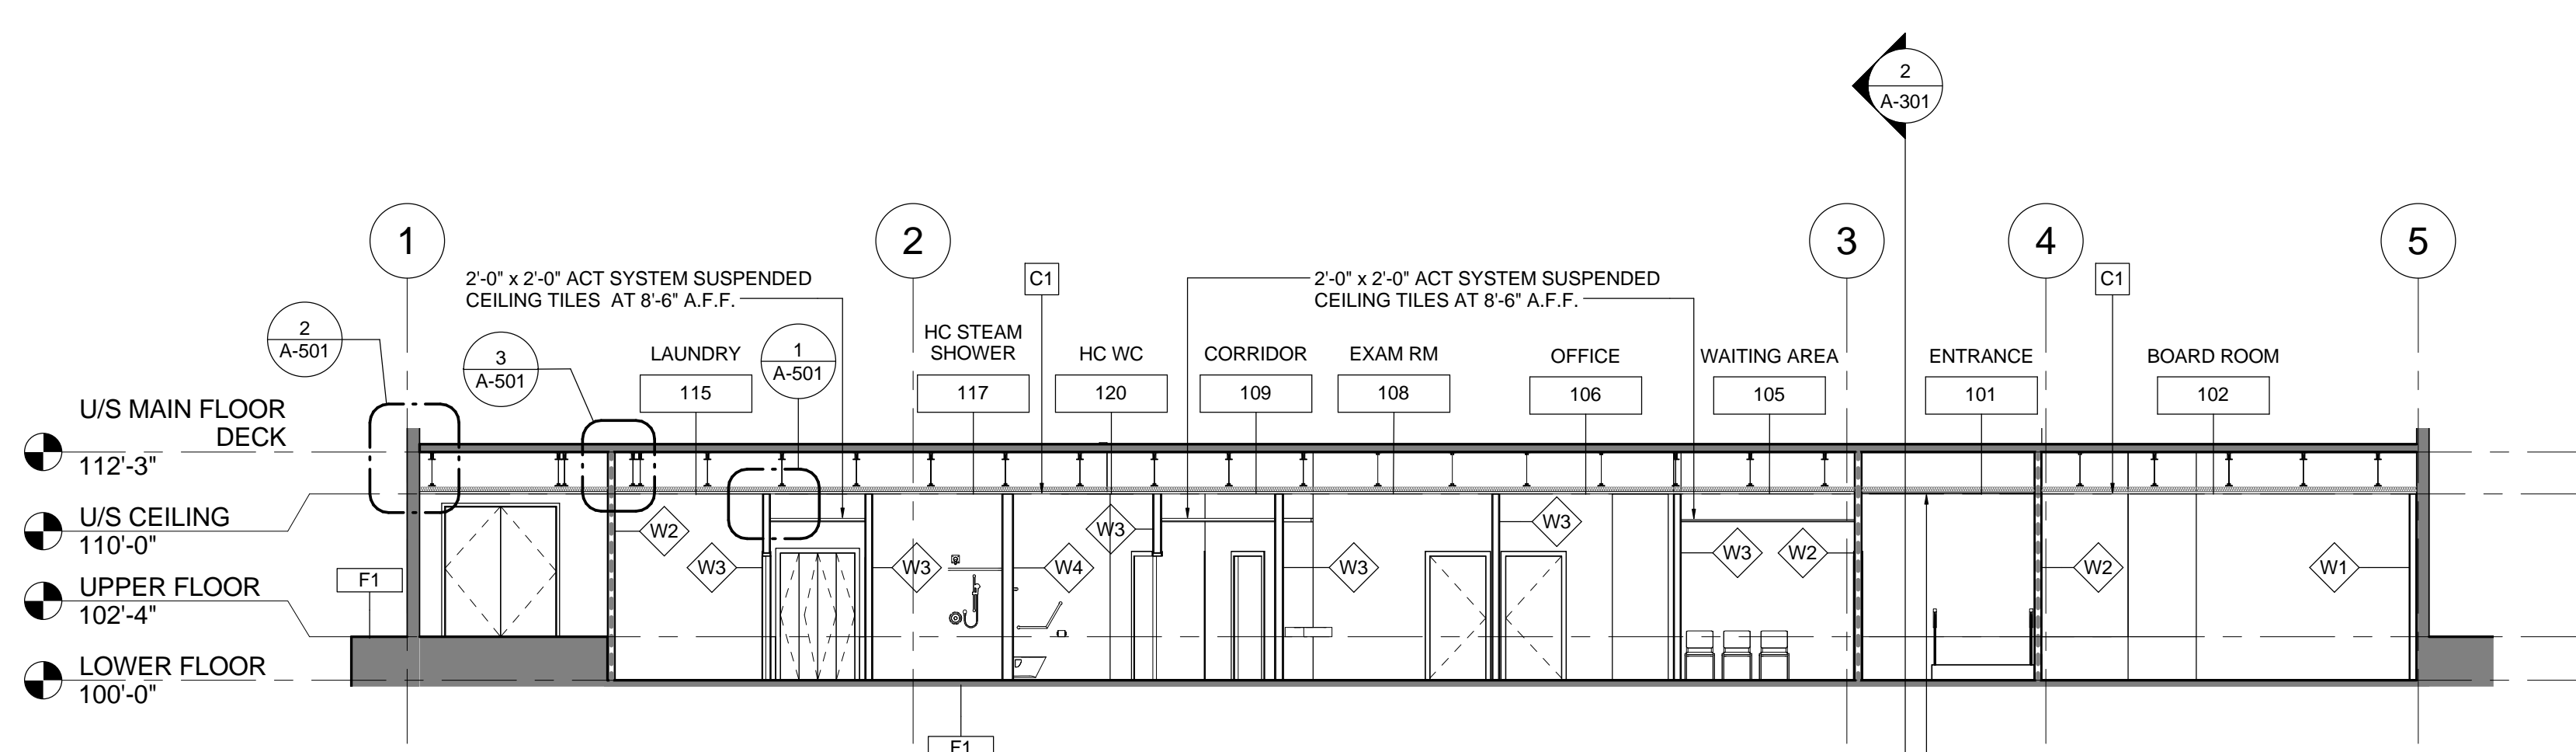 2
A-301
1
2
3
4
5
2'-0" x 2'-0" ACT SYSTEM SUSPENDED
CEILING TILES AT 8'-6" A.F.F.
C1
2'-0" x 2'-0" ACT SYSTEM SUSPENDED
CEILING TILES AT 8'-6" A.F.F.
C1
2
A-501
3
A-501
LAUNDRY
115
1
A-501
HC STEAM
SHOWER
117
HC WC
120
CORRIDOR
109
EXAM RM
108
OFFICE
106
WAITING AREA
105
ENTRANCE
101
BOARD ROOM
102
U/S MAIN FLOOR
DECK
112'-3"
U/S CEILING
110'-0"
UPPER FLOOR
102'-4"
LOWER FLOOR
100'-0"
F1
W2
W3
W3
W4
W3
W3
W3
W3
W2
W2
W1
F1